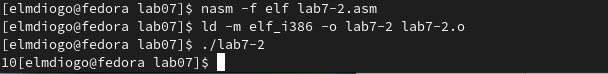 [elmdiogo@fedora lab07]$ nasm -f elf lab7-2.asm
[elmdiogo@fedora lab07]$ ld -m elf_i386 -o lab7-2 lab7-2.o
[elmdiogo@fedora lab07]$ ./lab7-2
10[elmdiogo@fedora lab07]$